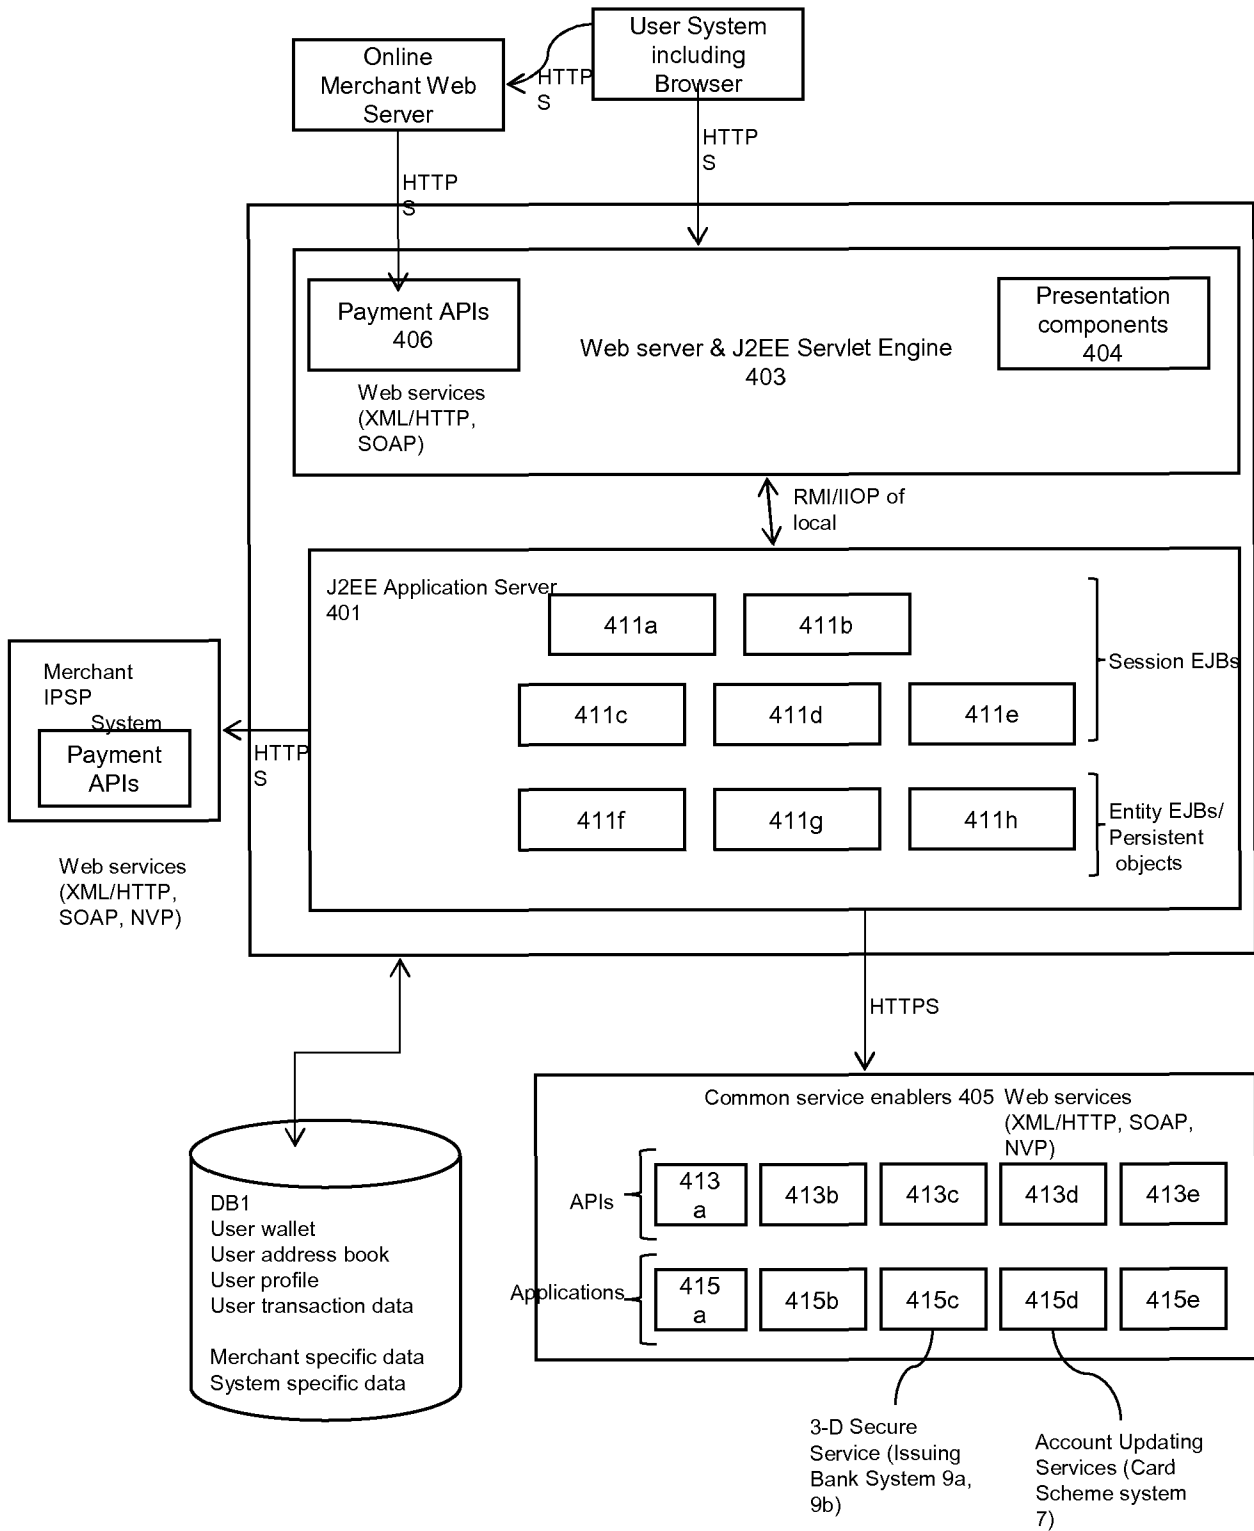 User System
including
Browser
Online
Merchant Web
Server
HTTP
S
HTTP
S
HTTP
S
Payment APIs
406
Presentation
components
404
Web server & J2EE Servlet Engine
403
Web services
(XML/HTTP,
SOAP)
RMI/IIOP of
local
J2EE Application Server
401
411a
411b
Session EJBs
411c
411d
411e
Merchant
IPSP
System
Payment
APIs
HTTP
S
411f
411g
411h
Entity EJBs/
Persistent
objects
Web services
(XML/HTTP,
SOAP, NVP)
HTTPS
Common service enablers 405
Web services
(XML/HTTP, SOAP,
NVP)
APIs
413
a
413b
413c
413d
413e
Applications
415
a
415b
415c
415d
415e
DB1
User wallet
User address book
User profile
User transaction data
Merchant specific data
System specific data
3-D Secure
Service (Issuing
Bank System 9a,
9b)
Account Updating
Services (Card
Scheme system
7)